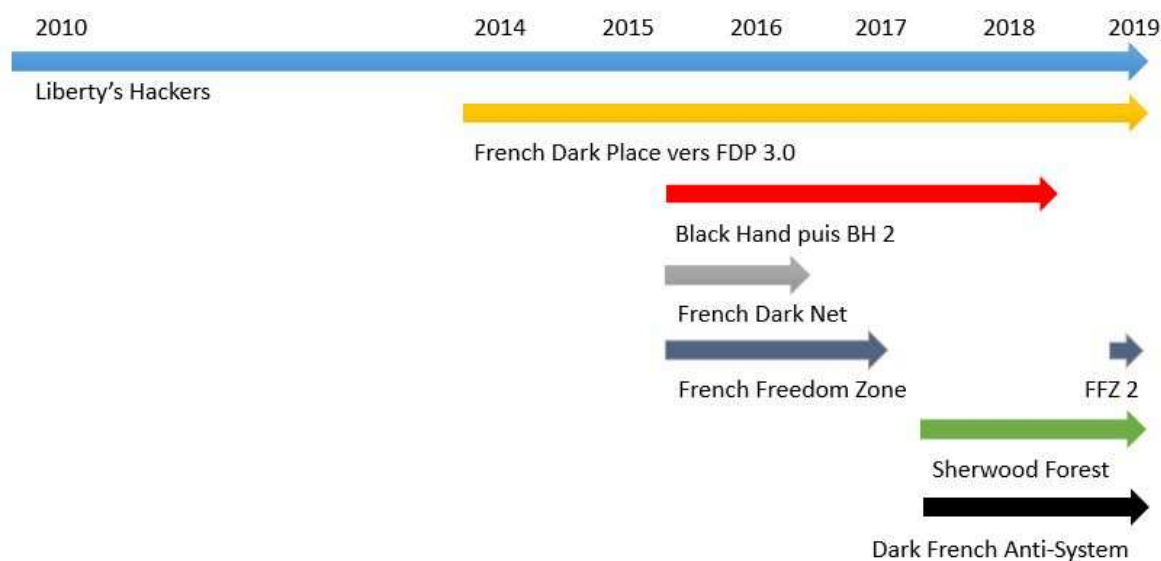 2010 2014 2015 2016 2017 2018 2019
Liberty's Hackers
French Dark Place vers FDP 3.0
Black Hand puis BH 2
French Dark Net
French Freedom Zone FFZ 2
Sherwood Forest
Dark French Anti-System